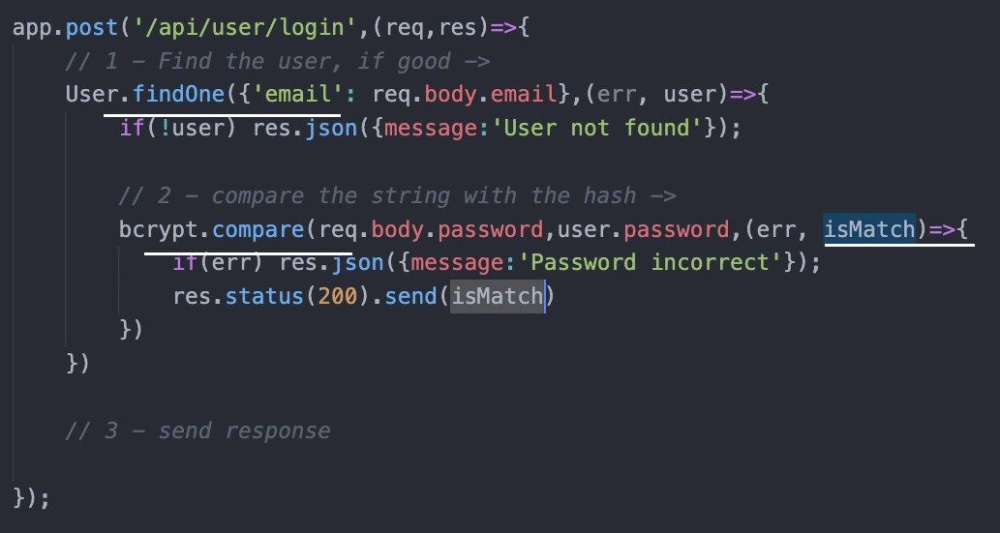 app.post('/api/user/login',(req,res)=>{
// 1 – Find the user, if good –>
User.findOne({'email': req.body.email},(err, user)=>{
if(!user) res.json({message:'User not found'});
// 2 – compare the string with the hash –>
bcrypt.compare(req.body.password,user.password,(err, isMatch)=>{
if(err) res.json({message:'Password incorrect'});
res.status(200).send(isMatch)
})
})
// 3 – send response
});